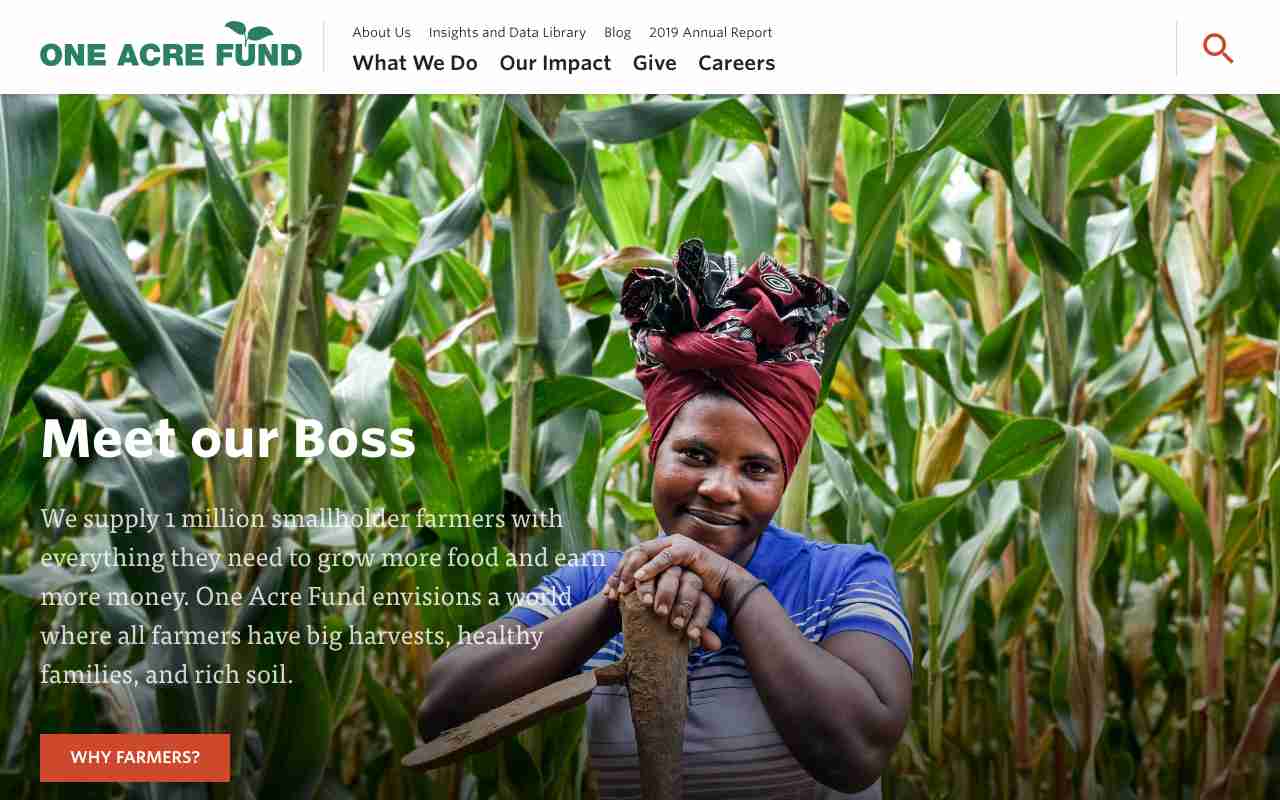 ONE ACRE FUND
About Us Insights and Data Library Blog 2019 Annual Report
What We Do Our Impact Give Careers
Meet our Boss
We supply 1 million smallholder farmers with
everything they need to grow more food and earn
more money. One Acre Fund envisions a world
where all farmers have big harvests, healthy
families, and rich soil.
WHY FARMERS?